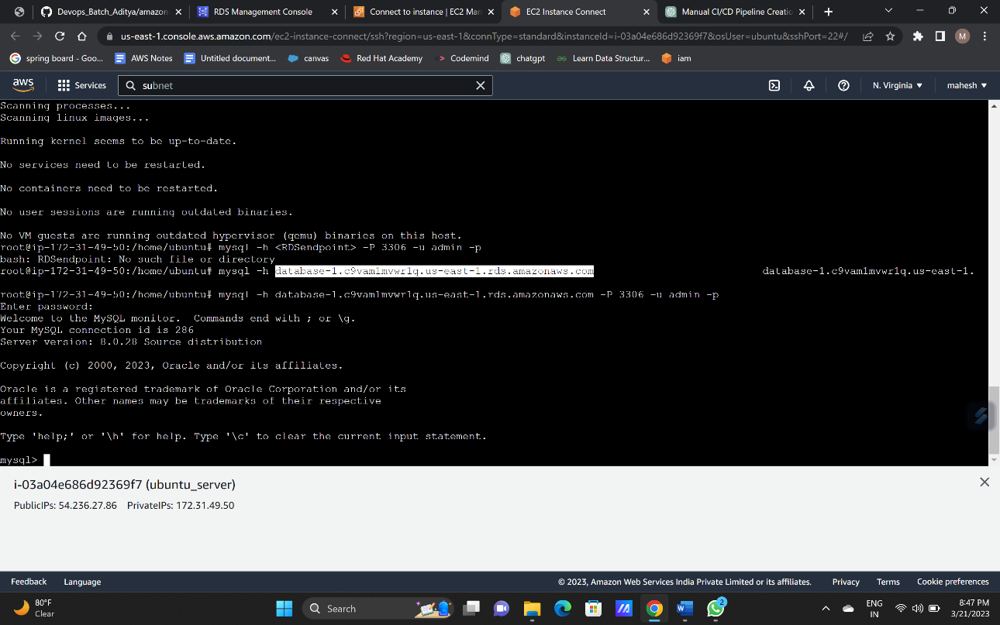 Devops_Batch_Aditya/amazon
RDS Management Console
Connect to instance | EC2 Man
EC2 Instance Connect
Manual CI/CD Pipeline Creatio
us-east-1.console.aws.amazon.com/ec2-instance-connect/ssh?region=us-east-1&connType=standard&instanceId=i-03a04e686d92369f7&osUser=ubuntu&sshPort=22#/
M
spring board - Goo...
AWS Notes
Untitled document...
canvas
Red Hat Academy
Codemind
chatgpt
Learn Data Structur...
iam
aws
Services
subnet
N. Virginia
mahesh
Scanning processes...
Scanning linux images...
Running kernel seems to be up-to-date.
No services need to be restarted.
No containers need to be restarted.
No user sessions are running outdated binaries.
No VM guests are running outdated hypervisor (qemu) binaries on this host.
root@ip-172-31-49-50:/home/ubuntu# mysql -h <RDSendpoint> -P 3306 -u admin -p
bash: RDSendpoint: No such file or directory
root@ip-172-31-49-50:/home/ubuntu# mysql -h database-1.c9vam1mvwr1q.us-east-1.rds.amazonaws.com database-1.c9vam1mvwr1q.us-east-1.
root@ip-172-31-49-50:/home/ubuntu# mysql -h database-1.c9vam1mvwr1q.us-east-1.rds.amazonaws.com -P 3306 -u admin -p
Enter password:
Welcome to the MySQL monitor.  Commands end with ; or \g.
Your MySQL connection id is 286
Server version: 8.0.28 Source distribution
Copyright (c) 2000, 2023, Oracle and/or its affiliates.
Oracle is a registered trademark of Oracle Corporation and/or its
affiliates. Other names may be trademarks of their respective
owners.
Type 'help;' or '\h' for help. Type '\c' to clear the current input statement.
mysql>
i-03a04e686d92369f7 (ubuntu_server)
PublicIPs: 54.236.27.86 PrivateIPs: 172.31.49.50
Feedback
Language
© 2023, Amazon Web Services India Private Limited or its affiliates.
Privacy
Terms
Cookie preferences
80°F
Clear
Search
2
ENG
IN
8:47 PM
3/21/2023